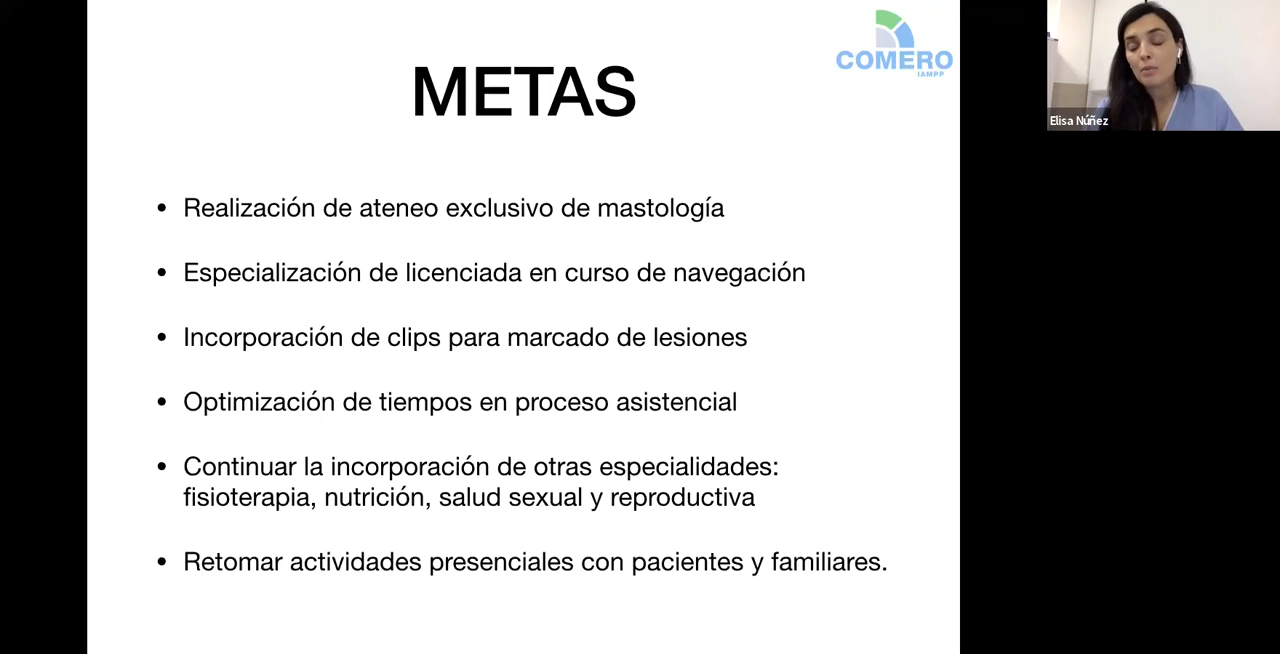 COMERO
IAMPP
METAS
Elisa Núñez
• Realización de ateneo exclusivo de mastología
• Especialización de licenciada en curso de navegación
• Incorporación de clips para marcado de lesiones
• Optimización de tiempos en proceso asistencial
• Continuar la incorporación de otras especialidades:
fisioterapia, nutrición, salud sexual y reproductiva
• Retomar actividades presenciales con pacientes y familiares.